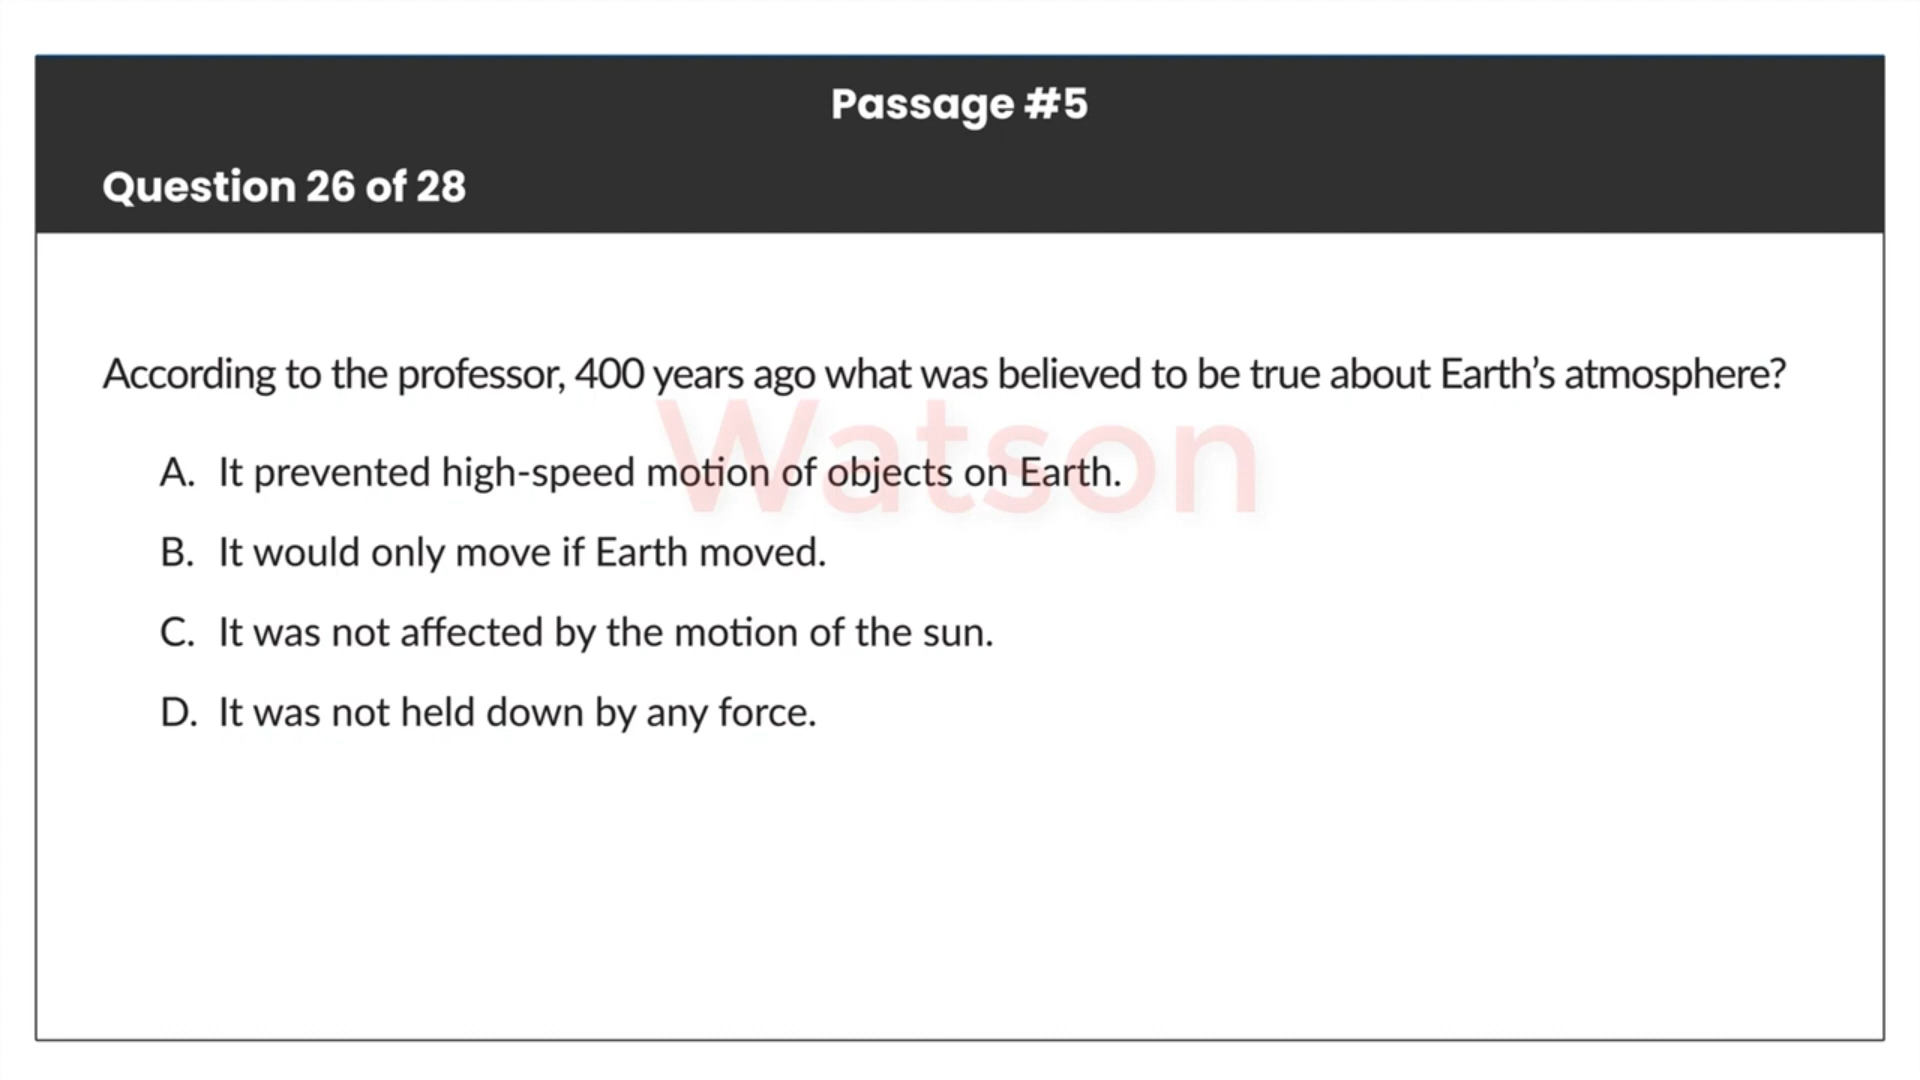 Passage #5
Question 26 of 28
According to the professor, 400 years ago what was believed to be true about Earth's atmosphere?
Watson
A. It prevented high-speed motion of objects on Earth.
B. It would only move if Earth moved.
C. It was not affected by the motion of the sun.
D. It was not held down by any force.